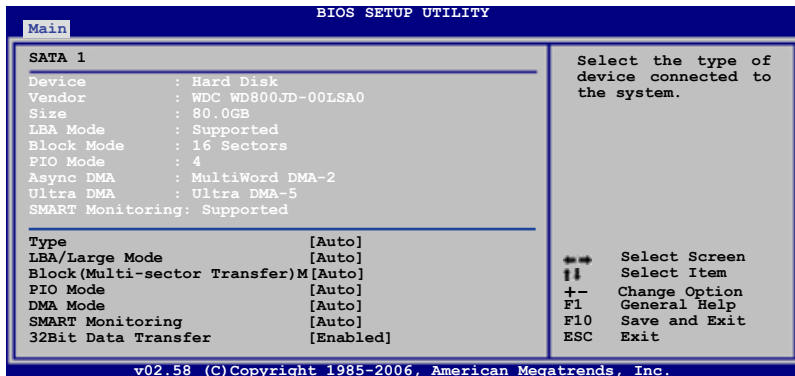 BIOS SETUP UTILITY
Main
SATA 1
Device : Hard Disk
Vendor : WDC WD800JD-00LSA0
Size : 80.0GB
LBA Mode : Supported
Block Mode : 16 Sectors
PIO Mode : 4
Async DMA : MultiWord DMA-2
Ultra DMA : Ultra DMA-5
SMART Monitoring: Supported
Type [Auto]
LBA/Large Mode [Auto]
Block(Multi-sector Transfer)M[Auto]
PIO Mode [Auto]
DMA Mode [Auto]
SMART Monitoring [Auto]
32Bit Data Transfer [Enabled]
Select the type of
device connected to
the system.
←→ Select Screen
↑↓ Select Item
+- Change Option
F1 General Help
F10 Save and Exit
ESC Exit
v02.58 (C)Copyright 1985-2006, American Megatrends, Inc.